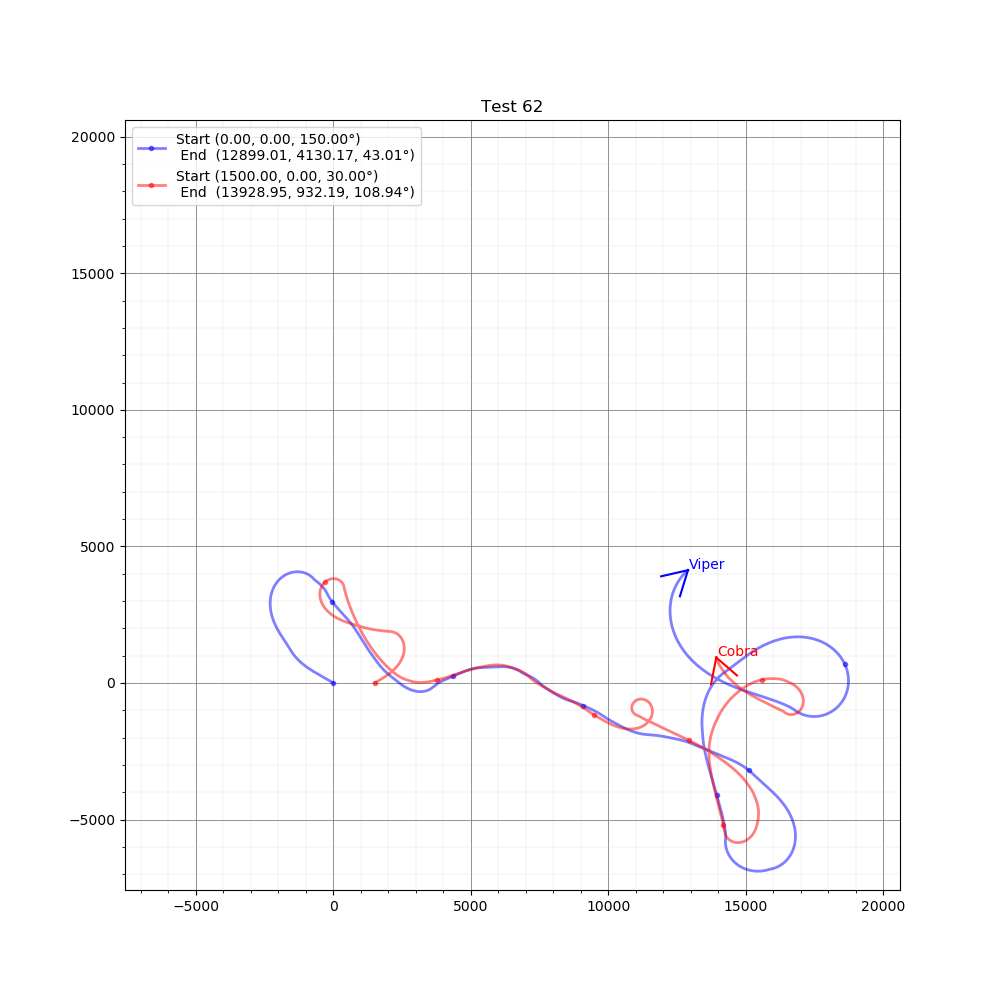 Test 62
Start (0.00, 0.00, 150.00°)
End (12899.01, 4130.17, 43.01°)
Start (1500.00, 0.00, 30.00°)
End (13928.95, 932.19, 108.94°)
20000
15000
10000
5000
0
−5000
Viper
Cobra
−5000 0 5000 10000 15000 20000